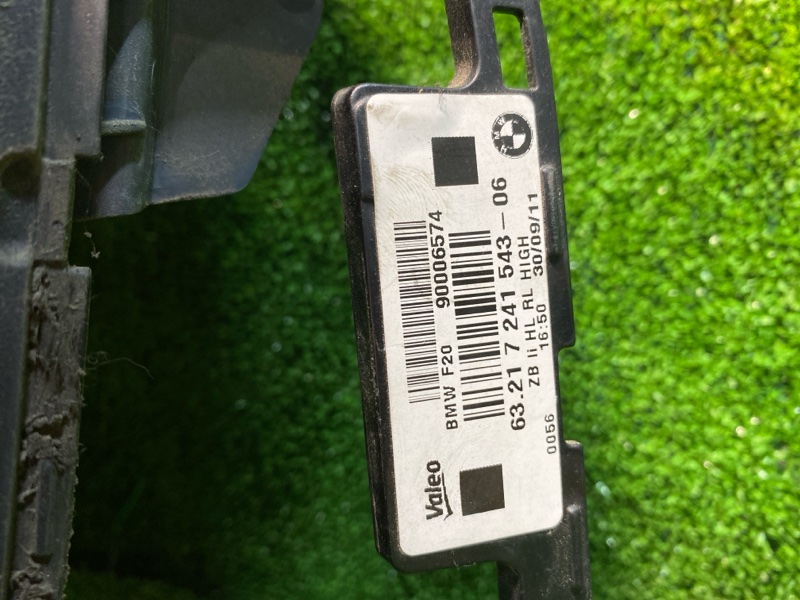 BMW
Valeo
BMW F20 90006574
63.21 7 241 543-06
ZB li HL RL HIGH
16:50 30/09/11
0056